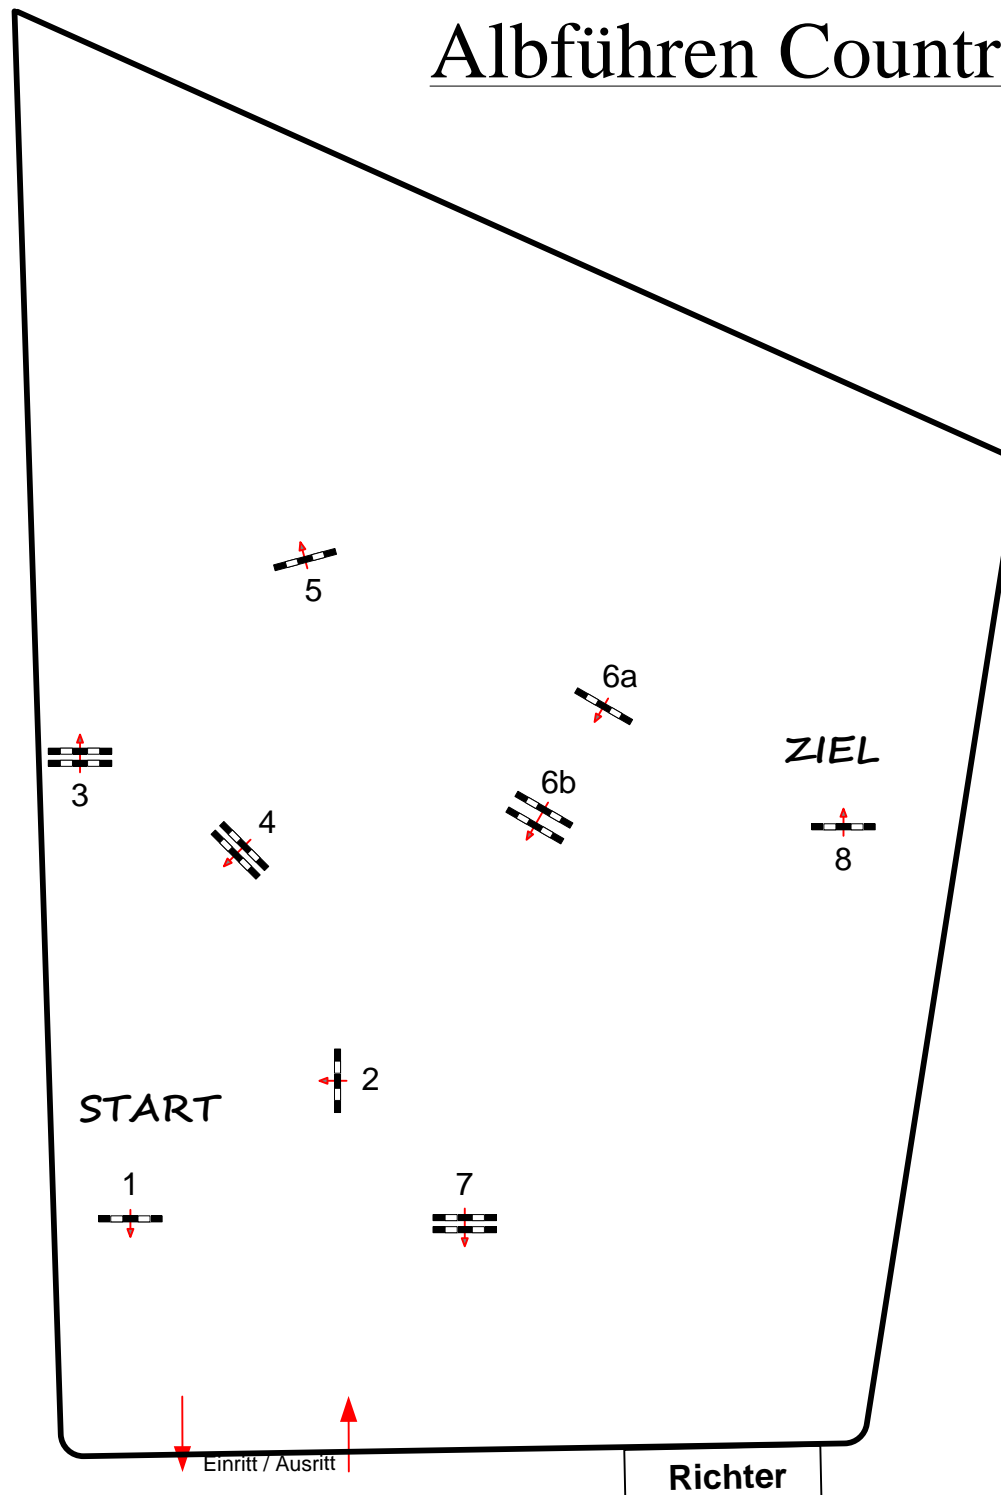 Albführen Countr
5
6a
ZIEL
6b
3
4
8
2
START
1
7
Einritt / Ausritt
Richter